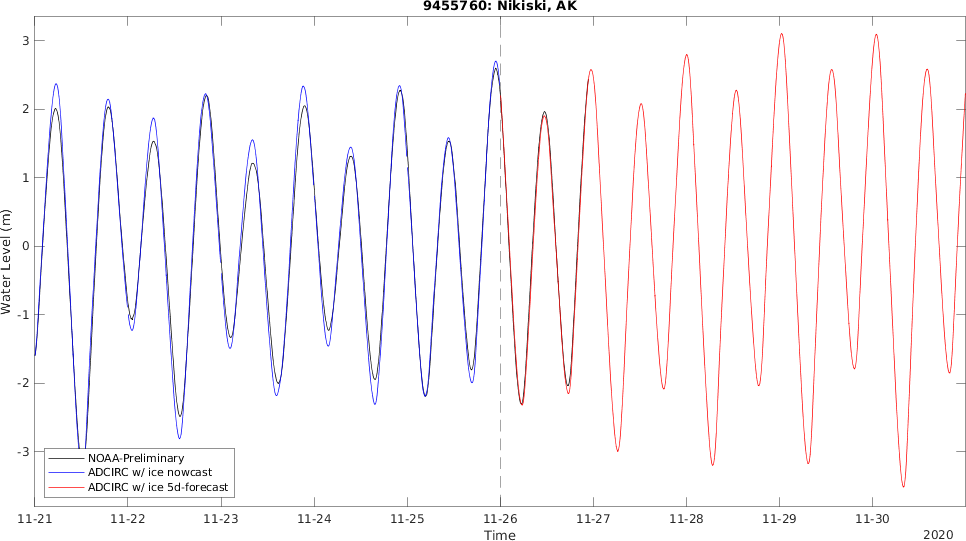 9455760: Nikiski, AK
Water Level (m)
3
2
1
0
-1
-2
-3
NOAA-Preliminary
ADCIRC w/ ice nowcast
ADCIRC w/ ice 5d-forecast
11-21 11-22 11-23 11-24 11-25 11-26 11-27 11-28 11-29 11-30
Time
2020